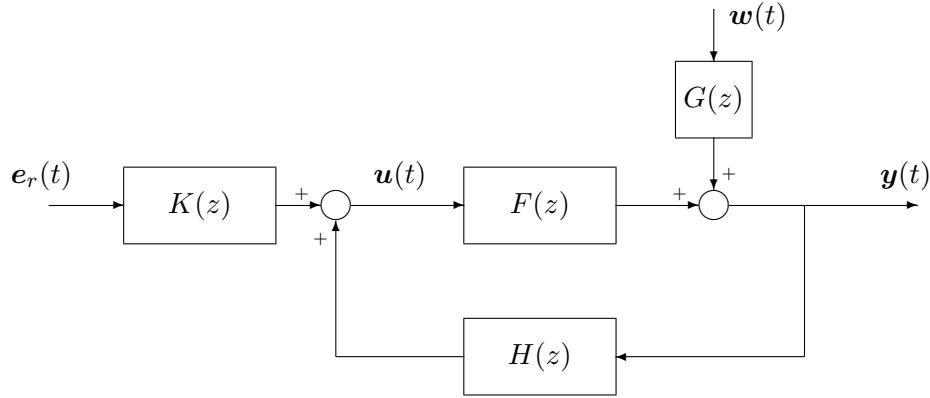 w(t)
G(z)
+
e_r(t)
K(z)
+
u(t)
F(z)
+
y(t)
+
H(z)